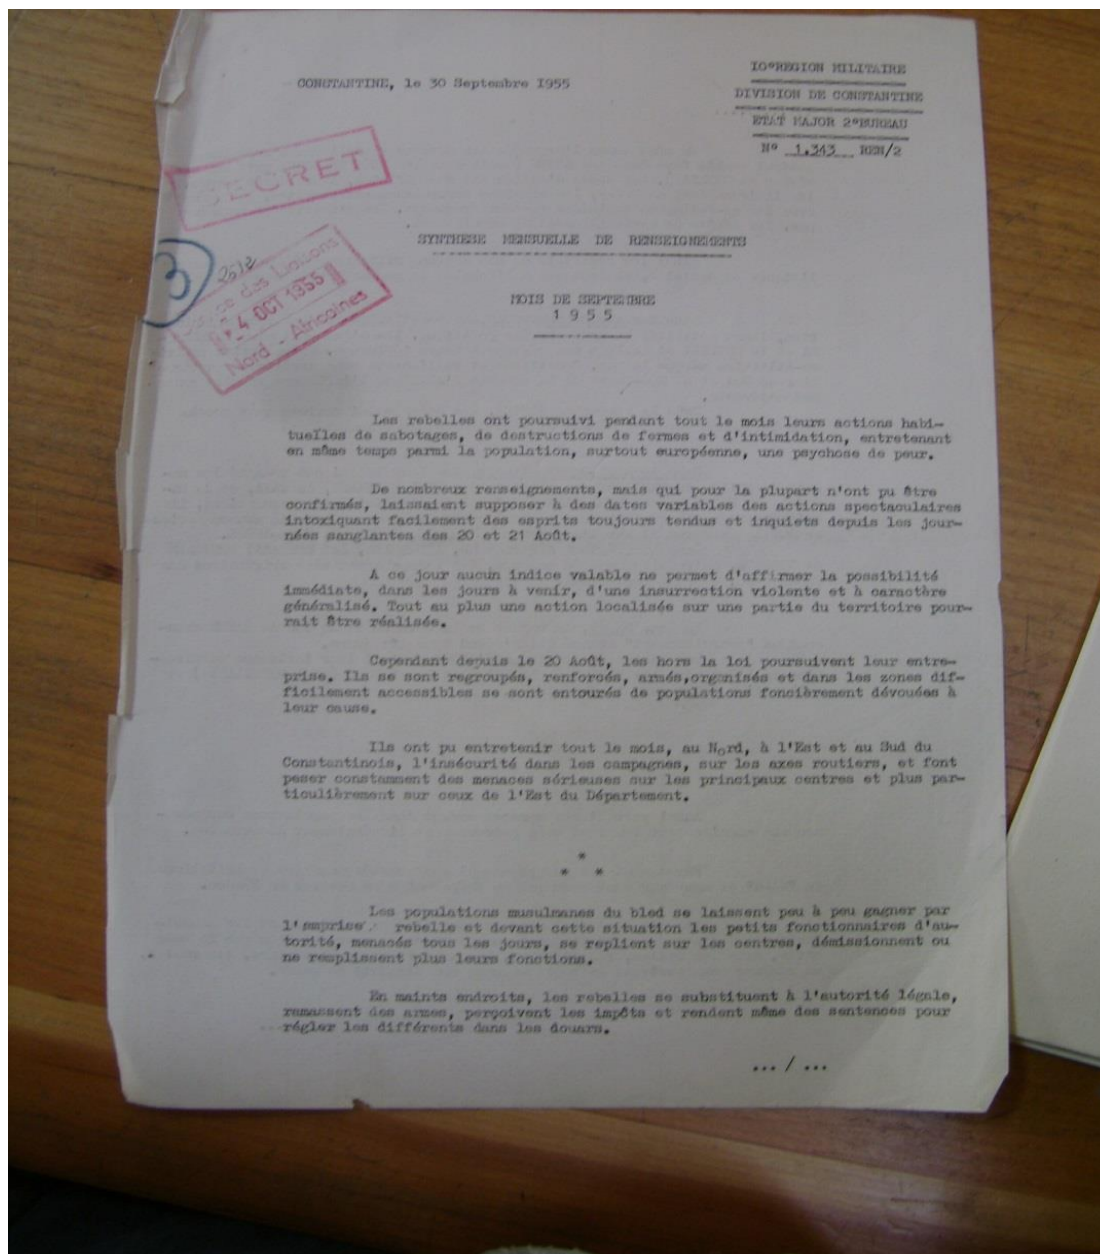 CONSTANTINE, le 30 Septembre I955
IO°REGION MILITAIRE
DIVISION DE CONSTANTINE
ETAT MAJOR 2°BUREAU
N° 1.343 REN/2
SECRET
3
Service des Liaisons
4 OCT 1955
Nord - Africaines
SYNTHESE MENSUELLE DE RENSEIGNEMENTS
MOIS DE SEPTEMBRE
1 9 5 5
Les rebelles ont poursuivi pendant tout le mois leurs actions habi-
tuelles de sabotages, de destructions de fermes et d'intimidation, entretenant
en même temps parmi la population, surtout européenne, une psychose de peur.
De nombreux renseignements, mais qui pour la plupart n'ont pu être
confirmés, laissaient supposer à des dates variables des actions spectaculaires
intoxiquant facilement des esprits toujours tendus et inquiets depuis les jour-
nées sanglantes des 20 et 21 Août.
A ce jour aucun indice valable ne permet d'affirmer la possibilité
immédiate, dans les jours à venir, d'une insurrection violente et à caractère
généralisé. Tout au plus une action localisée sur une partie du territoire pour-
rait être réalisée.
Cependant depuis le 20 Août, les hors la loi poursuivent leur entre-
prise. Ils se sont regroupés, renforcés, armés,organisés et dans les zones dif-
ficilement accessibles se sont entourés de populations foncièrement dévouées à
leur cause.
Ils ont pu entretenir tout le mois, au Nord, à l'Est et au Sud du
Constantinois, l'insécurité dans les campagnes, sur les axes routiers, et font
peser constamment des menaces sérieuses sur les principaux centres et plus par-
ticulièrement sur ceux de l'Est du Département.
*
* *
Les populations musulmanes du bled se laissent peu à peu gagner par
l'emprise rebelle et devant cette situation les petits fonctionnaires d'au-
torité, menacés tous les jours, se replient sur les centres, démissionnent ou
ne remplissent plus leurs fonctions.
En maints endroits, les rebelles se substituent à l'autorité légale,
ramassent des armes, perçoivent les impôts et rendent même des sentences pour
régler les différents dans les douars.
... / ...